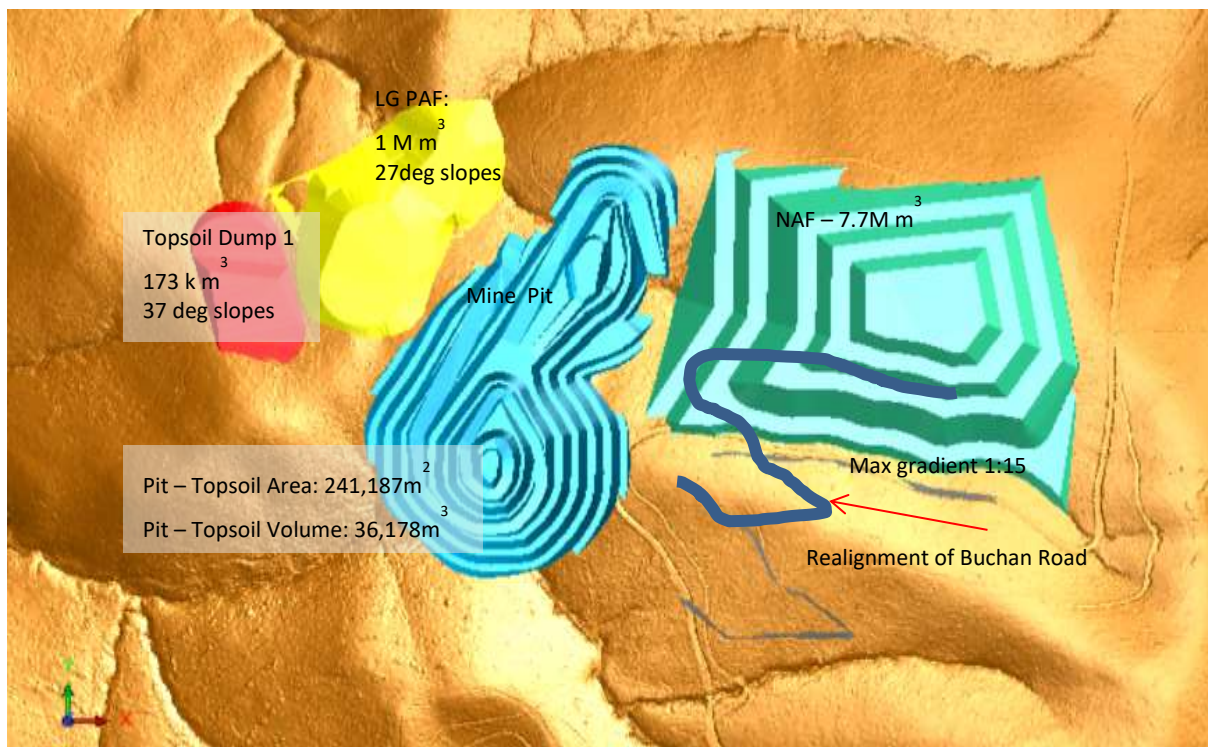 LG PAF:
1 M m³
27deg slopes
NAF – 7.7M m³
Topsoil Dump 1
173 k m³
37 deg slopes
Mine Pit
Pit – Topsoil Area: 241,187m²
Pit – Topsoil Volume: 36,178m³
Max gradient 1:15
Realignment of Buchan Road
Y
X